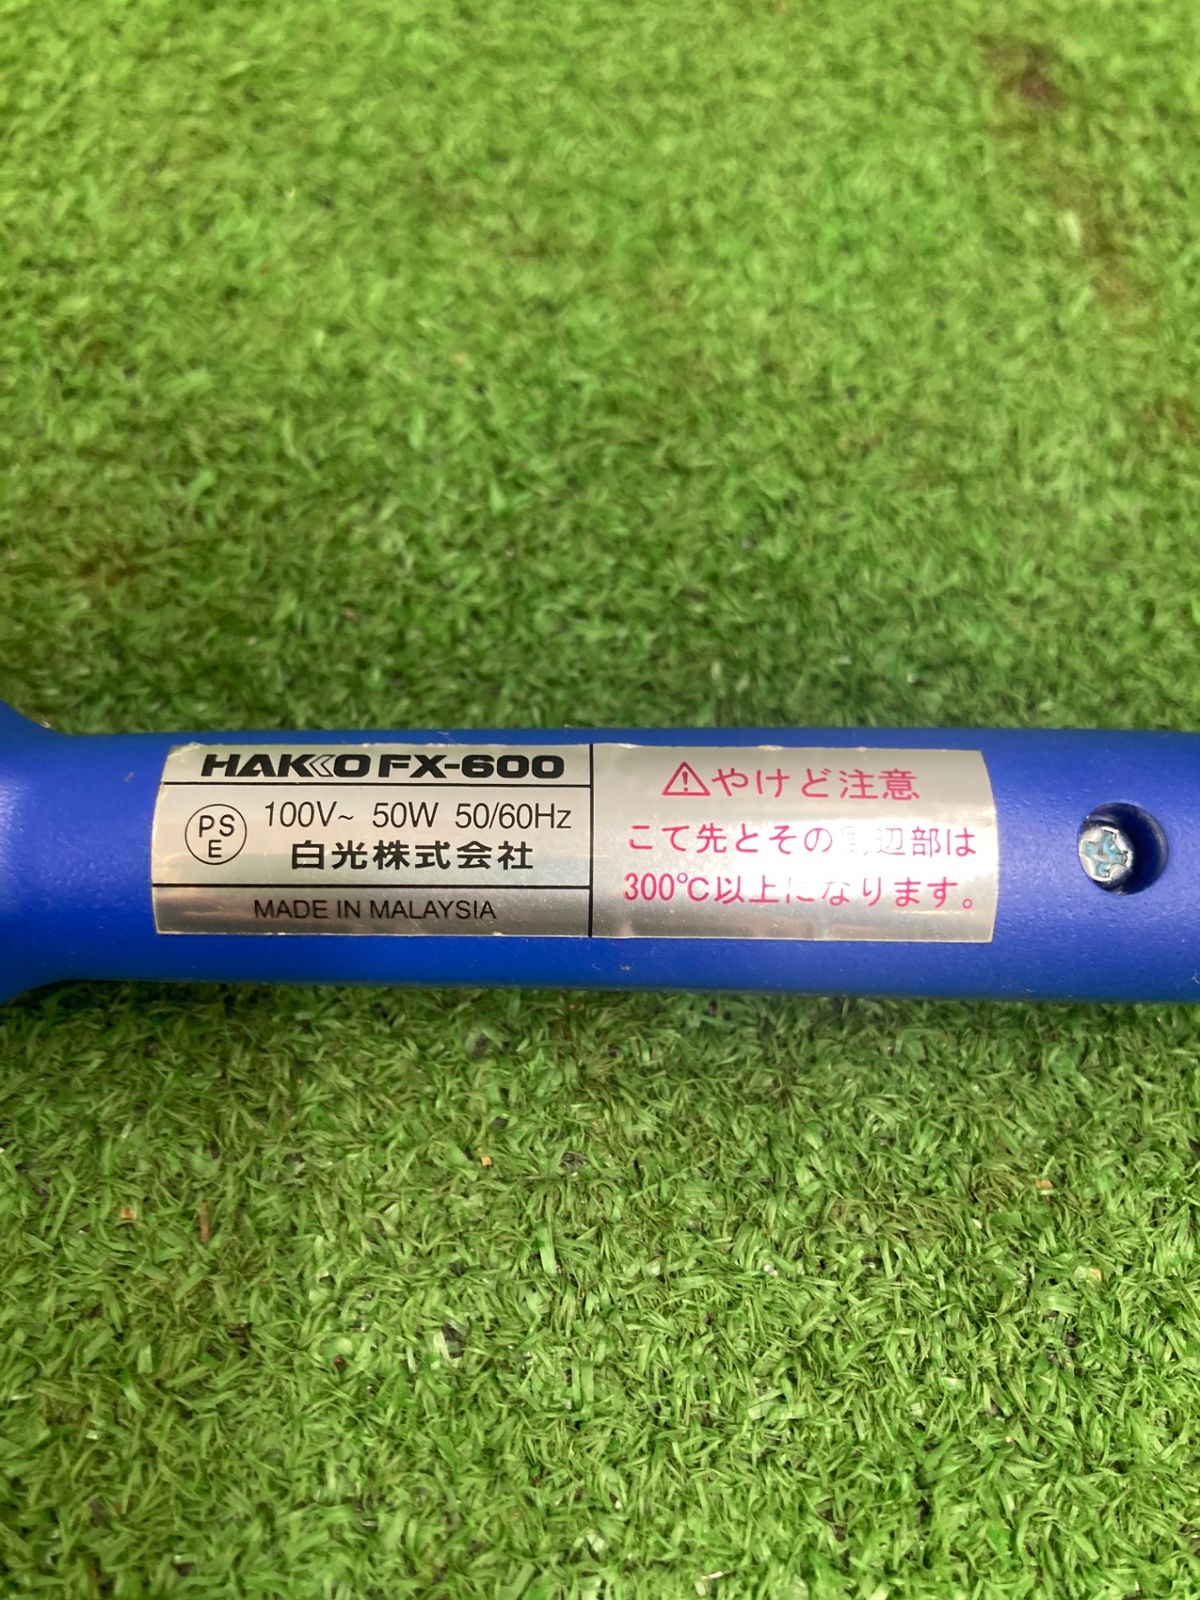 HAKKO FX-600
PS
E
100V~ 50W 50/60Hz
白光株式会社
MADE IN MALAYSIA
⚠やけど注意
こて先とその周辺部は
300℃以上になります。